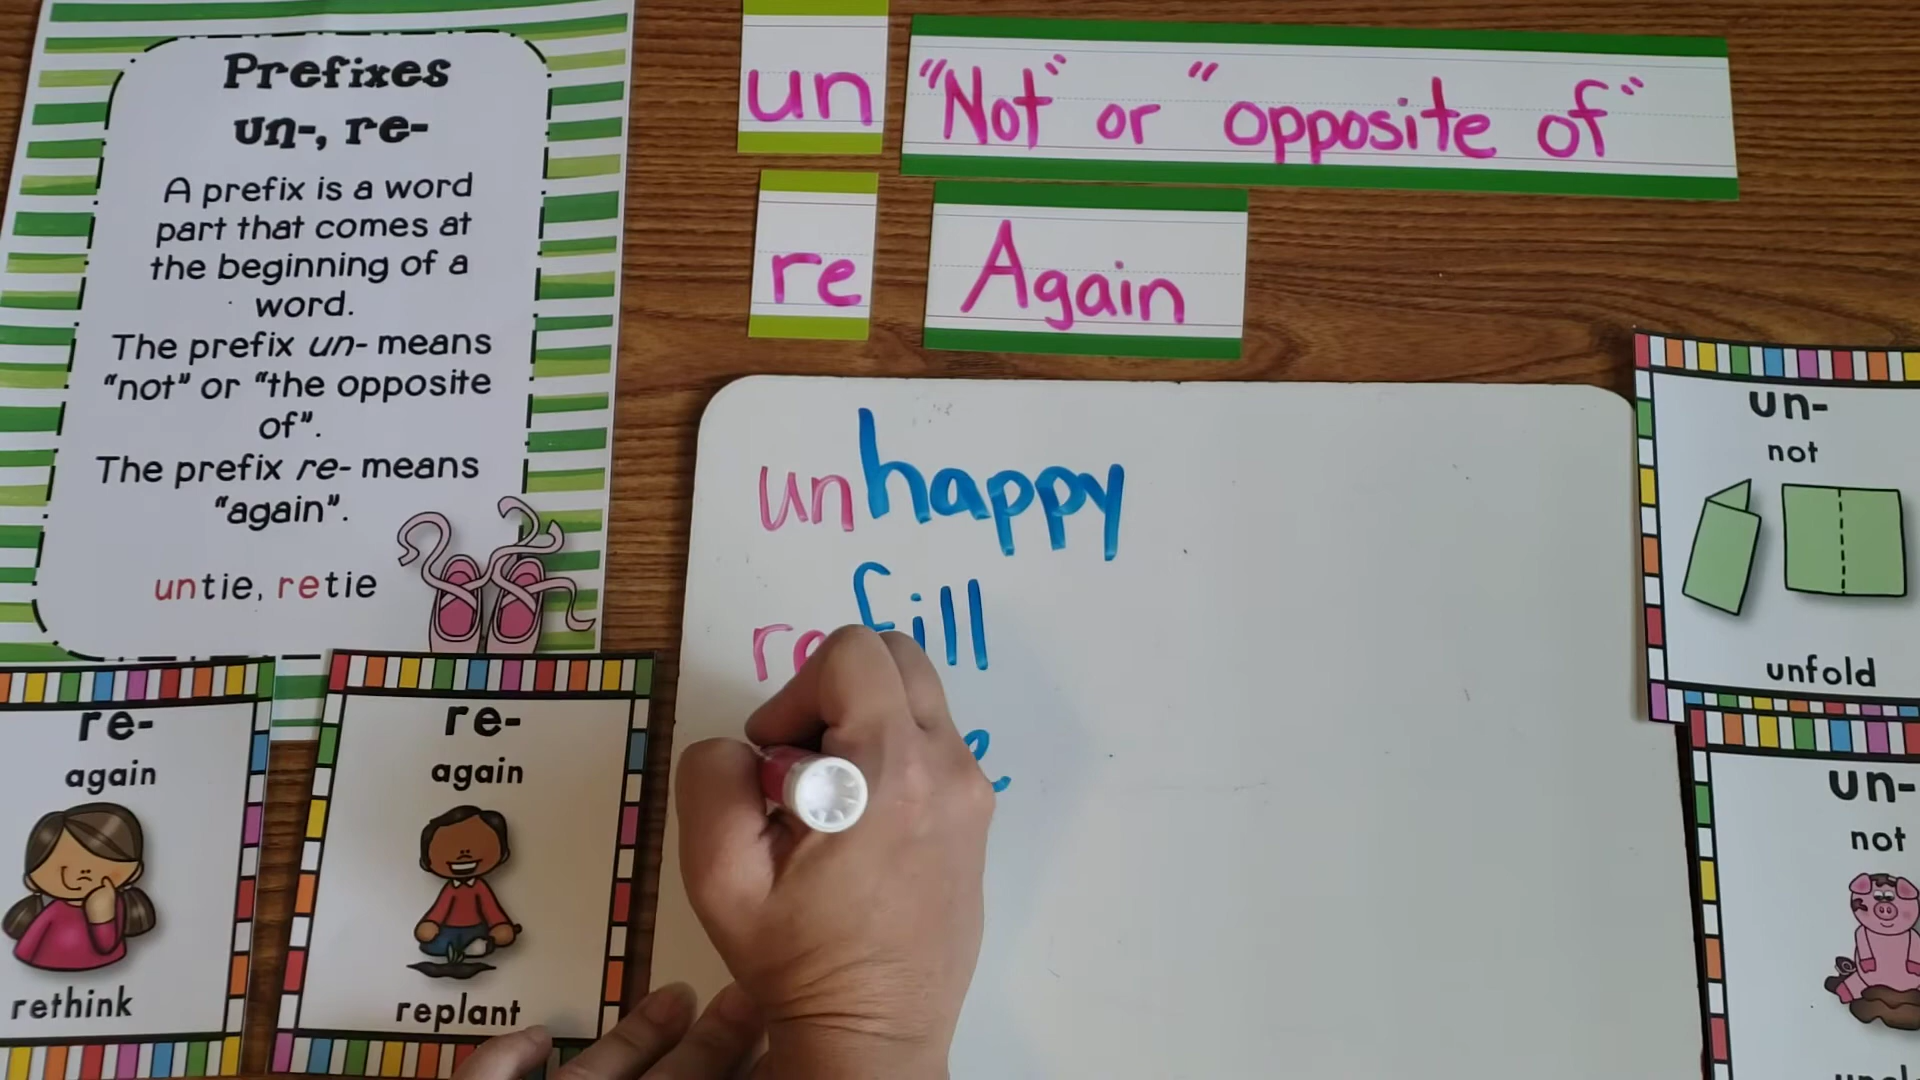 Prefixes
un-, re-
A prefix is a word
part that comes at
the beginning of a
word.
The prefix un- means
"not" or "the opposite
of".
The prefix re- means
"again".
untie, retie
un
"Not" or "opposite of"
re
Again
unhappy
fill
un-
not
unfold
re-
again
rethink
re-
again
replant
un-
not